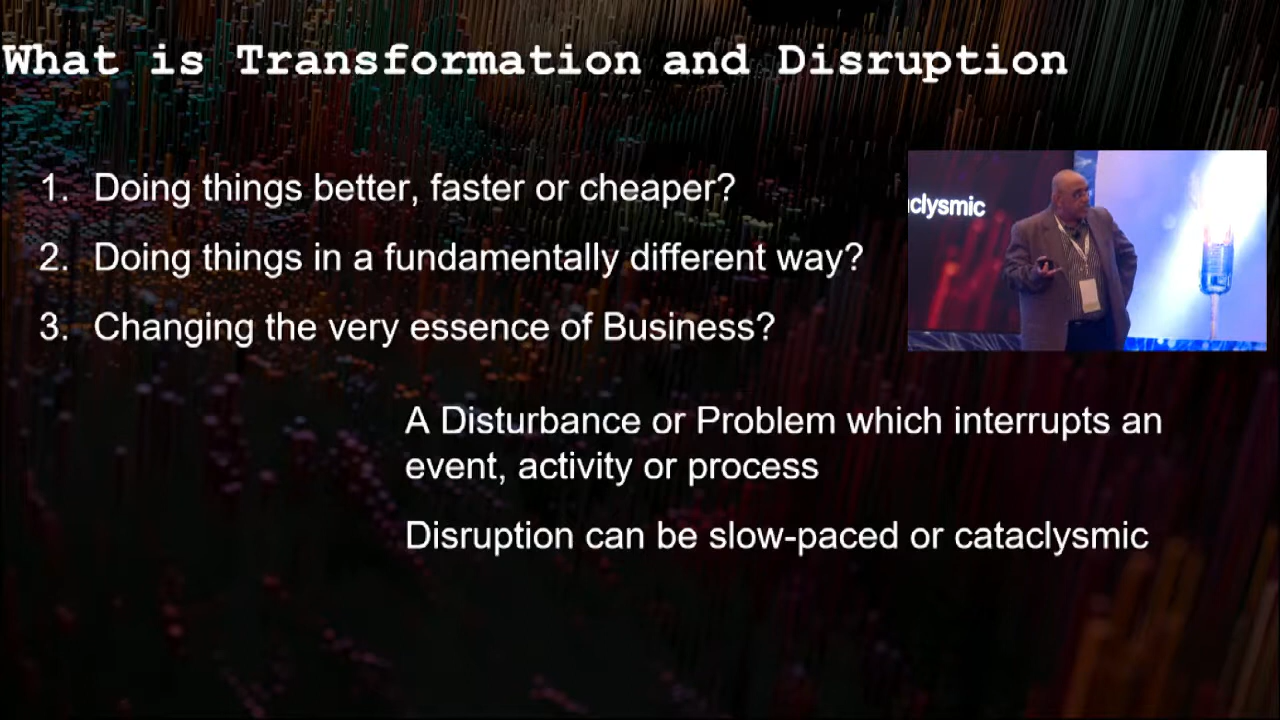 What is Transformation and Disruption
1. Doing things better, faster or cheaper?
2. Doing things in a fundamentally different way?
3. Changing the very essence of Business?
clysmic
A Disturbance or Problem which interrupts an
event, activity or process
Disruption can be slow-paced or cataclysmic